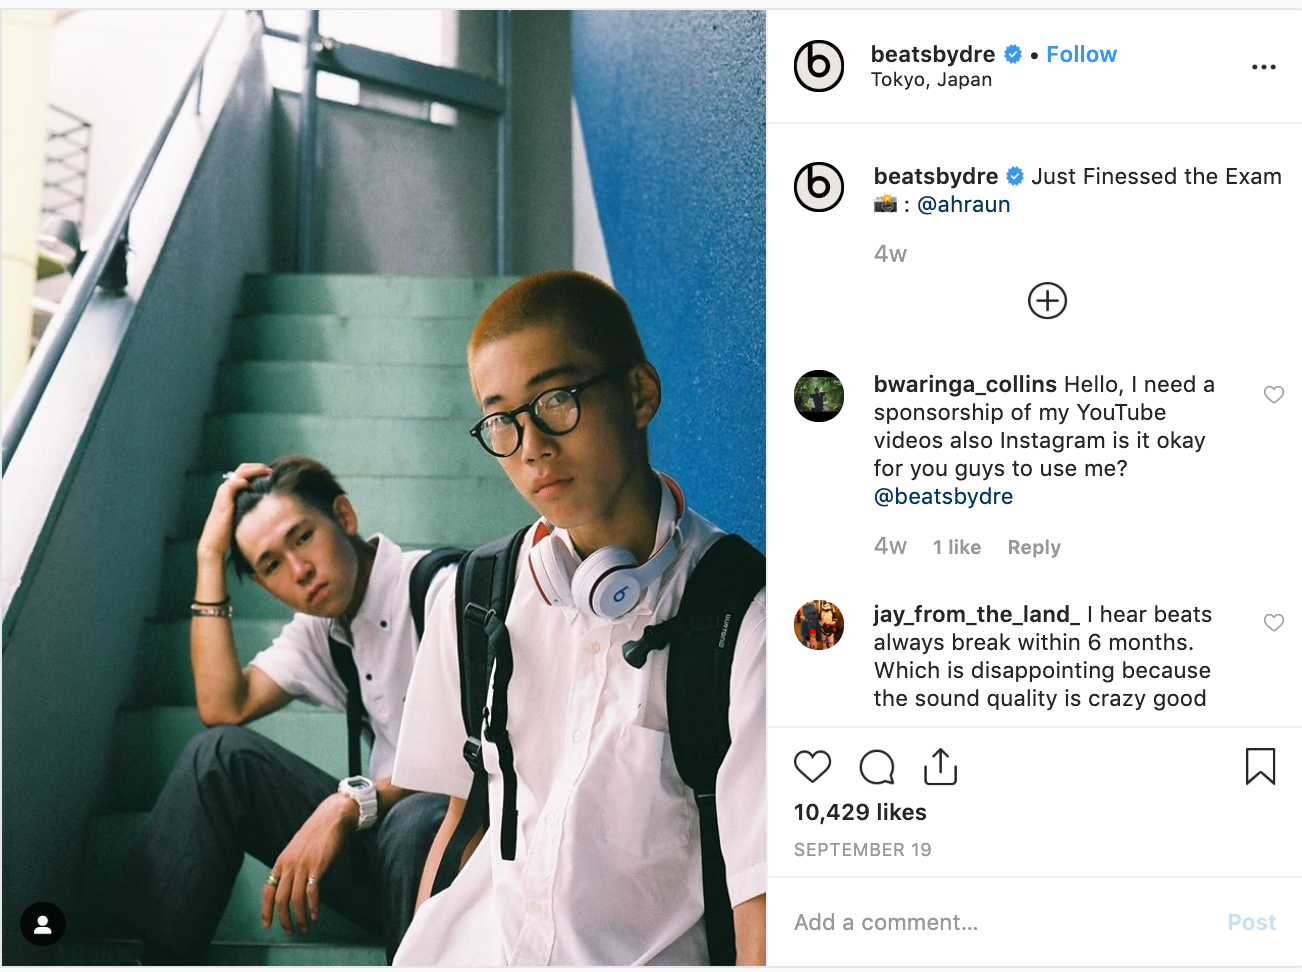 beatsbydre • Follow
Tokyo, Japan
beatsbydre Just Finessed the Exam
📸 : @ahraun
4w
bwaringa_collins Hello, I need a
sponsorship of my YouTube
videos also Instagram is it okay
for you guys to use me?
@beatsbydre
4w 1 like Reply
jay_from_the_land_ I hear beats
always break within 6 months.
Which is disappointing because
the sound quality is crazy good
10,429 likes
SEPTEMBER 19
Add a comment...
Post
BURTON